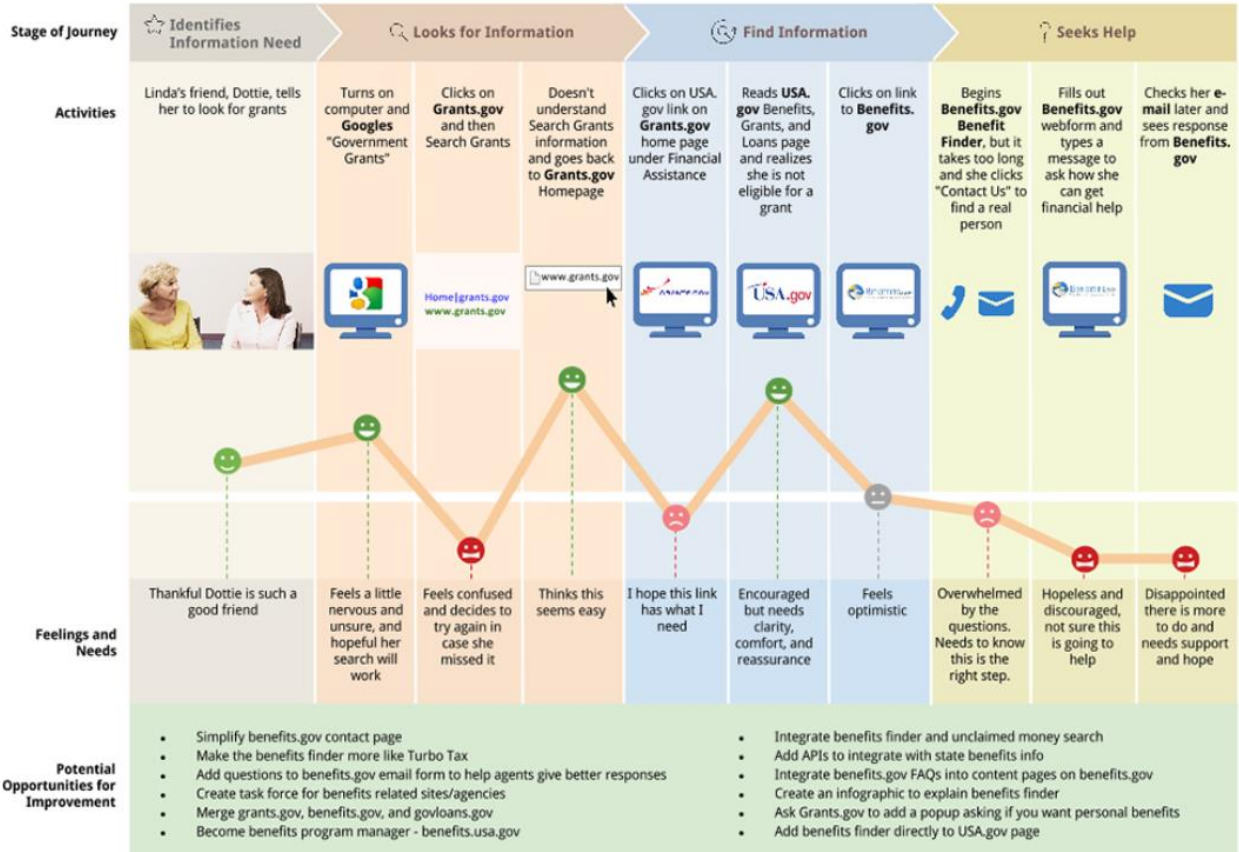 Stage of Journey
Identifies
Information Need
Looks for Information
Find Information
Seeks Help
Activities
Linda's friend, Dottie, tells
her to look for grants
Turns on
computer and
Googles
"Government
Grants"
Clicks on
Grants.gov
and then
Search Grants
Doesn't
understand
Search Grants
information
and goes back
to Grants.gov
Homepage
Clicks on USA.
gov link on
Grants.gov
home page
under Financial
Assistance
Reads USA.
gov Benefits,
Grants, and
Loans page
and realizes
she is not
eligible for a
grant
Clicks on link
to Benefits.
gov
Begins
Benefits.gov
Benefit
Finder, but it
takes too long
and she clicks
"Contact Us" to
find a real
person
Fills out
Benefits.gov
webform and
types a
message to
ask how she
can get
financial help
Checks her e-
mail later and
sees response
from Benefits.
gov
Home|grants.gov
www.grants.gov
www.grants.gov
GRANTS.GOV
USA.gov
Benefits.gov
Benefits.gov
Feelings and
Needs
Thankful Dottie is such a
good friend
Feels a little
nervous and
unsure, and
hopeful her
search will
work
Feels confused
and decides to
try again in
case she
missed it
Thinks this
seems easy
I hope this link
has what I
need
Encouraged
but needs
clarity,
comfort, and
reassurance
Feels
optimistic
Overwhelmed
by the
questions.
Needs to know
this is the
right step.
Hopeless and
discouraged,
not sure this
is going to
help
Disappointed
there is more
to do and
needs support
and hope
Potential
Opportunities for
Improvement
• Simplify benefits.gov contact page
• Make the benefits finder more like Turbo Tax
• Add questions to benefits.gov email form to help agents give better responses
• Create task force for benefits related sites/agencies
• Merge grants.gov, benefits.gov, and govloans.gov
• Become benefits program manager - benefits.usa.gov
• Integrate benefits finder and unclaimed money search
• Add APIs to integrate with state benefits info
• Integrate benefits.gov FAQs into content pages on benefits.gov
• Create an infographic to explain benefits finder
• Ask Grants.gov to add a popup asking if you want personal benefits
• Add benefits finder directly to USA.gov page